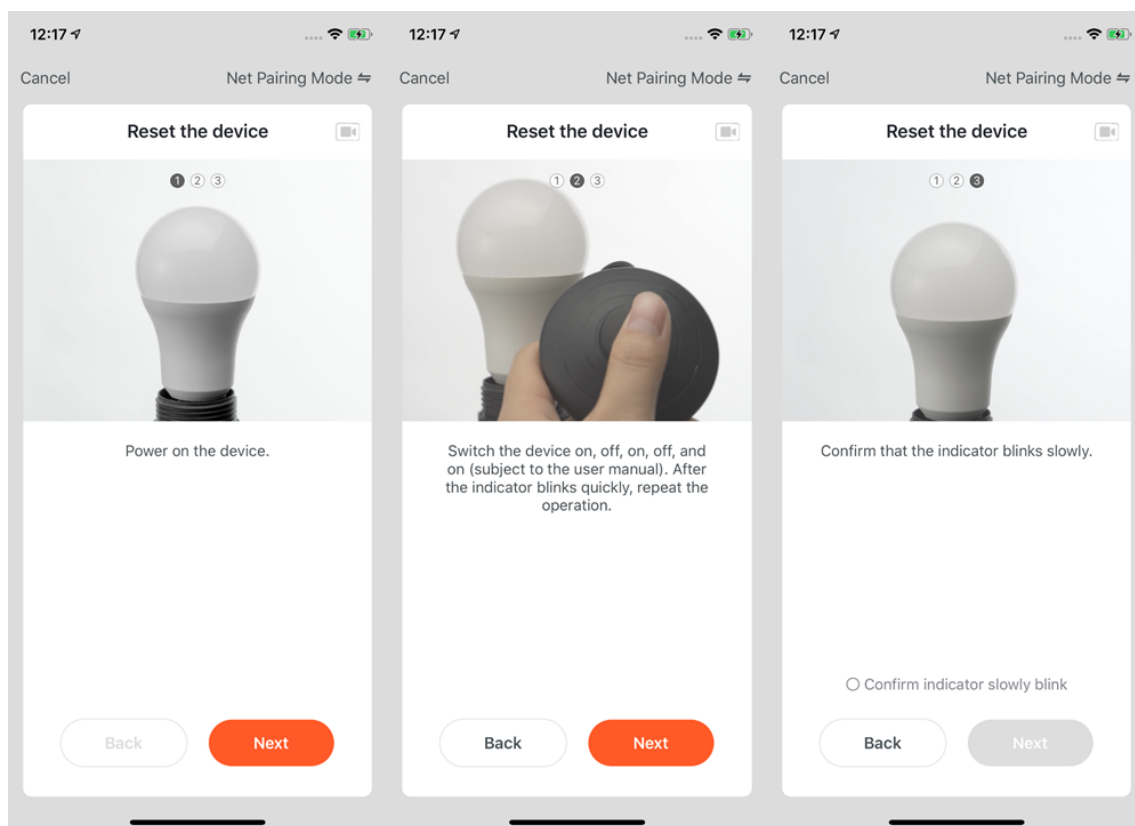 12:17
Cancel
Net Pairing Mode
Reset the device
1 2 3
Power on the device.
Back
Next
12:17
Cancel
Net Pairing Mode
Reset the device
1 2 3
Switch the device on, off, on, off, and
on (subject to the user manual). After
the indicator blinks quickly, repeat the
operation.
Back
Next
12:17
Cancel
Net Pairing Mode
Reset the device
1 2 3
Confirm that the indicator blinks slowly.
Confirm indicator slowly blink
Back
Next